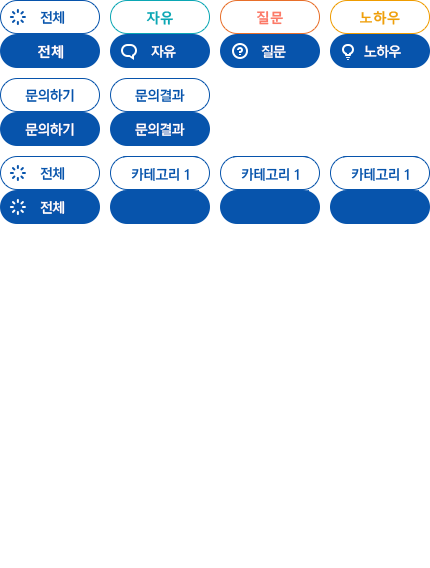 전체 자유 질문 노하우
전체 자유 질문 노하우
문의하기 문의결과
문의하기 문의결과
전체 카테고리 1 카테고리 1 카테고리 1
전체